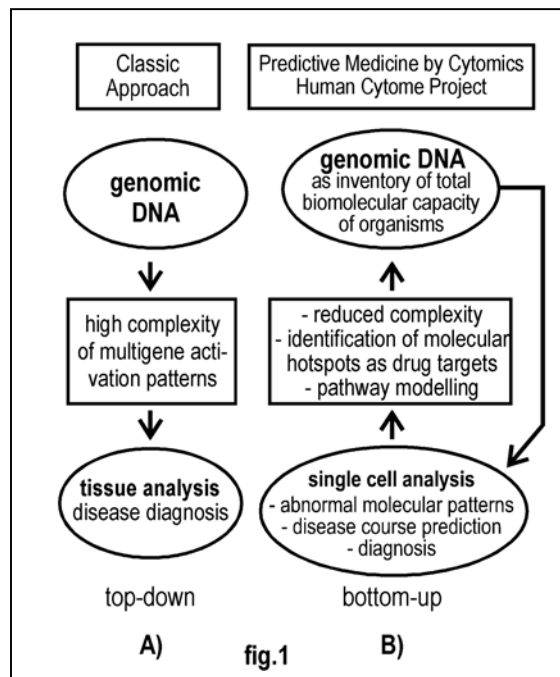 Classic
Approach
Predictive Medicine by Cytomics
Human Cytome Project
genomic
DNA
high complexity
of multigene acti-
vation patterns
tissue analysis
disease diagnosis
top-down
A)
genomic DNA
as inventory of total
biomolecular capacity
of organisms
- reduced complexity
- identification of molecular
hotspots as drug targets
- pathway modelling
single cell analysis
- abnormal molecular patterns
- disease course prediction
- diagnosis
bottom-up
B)
fig.1